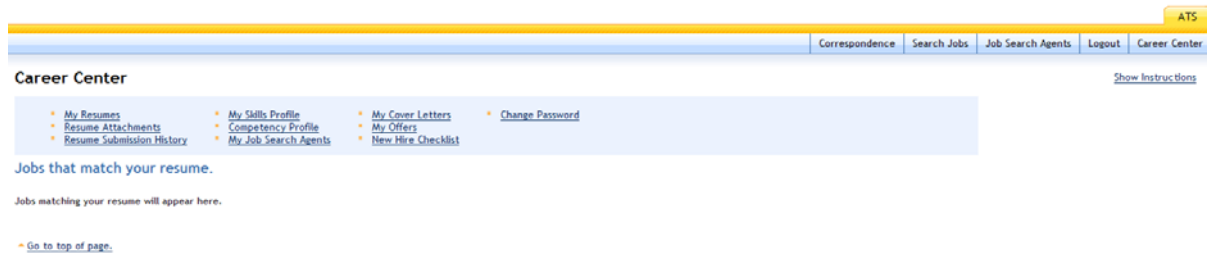 ATS
Correspondence Search Jobs Job Search Agents Logout Career Center
Career Center
Show Instructions
My Resumes My Skills Profile My Cover Letters Change Password
Resume Attachments Competency Profile My Offers
Resume Submission History My Job Search Agents New Hire Checklist
Jobs that match your resume.
Jobs matching your resume will appear here.
Go to top of page.